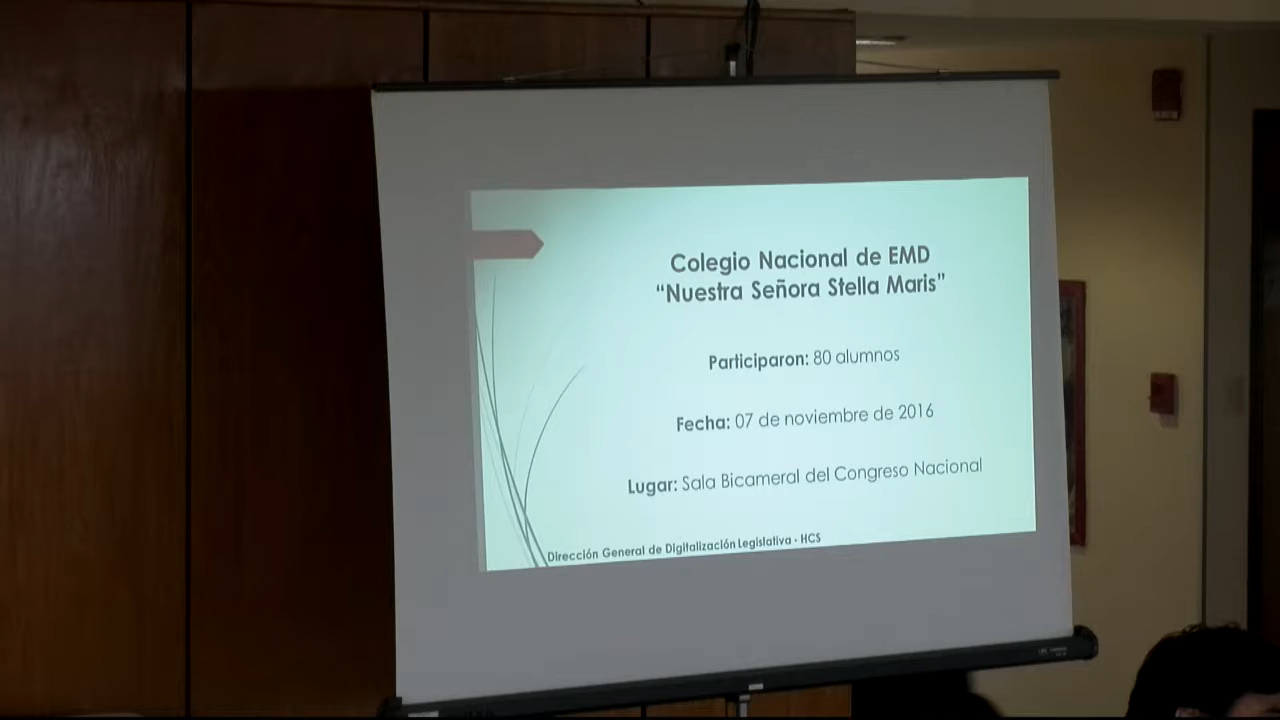 Colegio Nacional de EMD
“Nuestra Señora Stella Maris”
Participaron: 80 alumnos
Fecha: 07 de noviembre de 2016
Lugar: Sala Bicameral del Congreso Nacional
Dirección General de Digitalización Legislativa - HCS